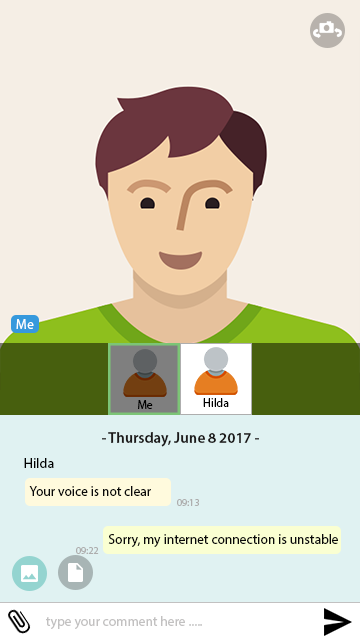 Me
Me
Hilda
- Thursday, June 8 2017 -
Hilda
Your voice is not clear
09:13
Sorry, my internet connection is unstable
09:22
type your comment here .....